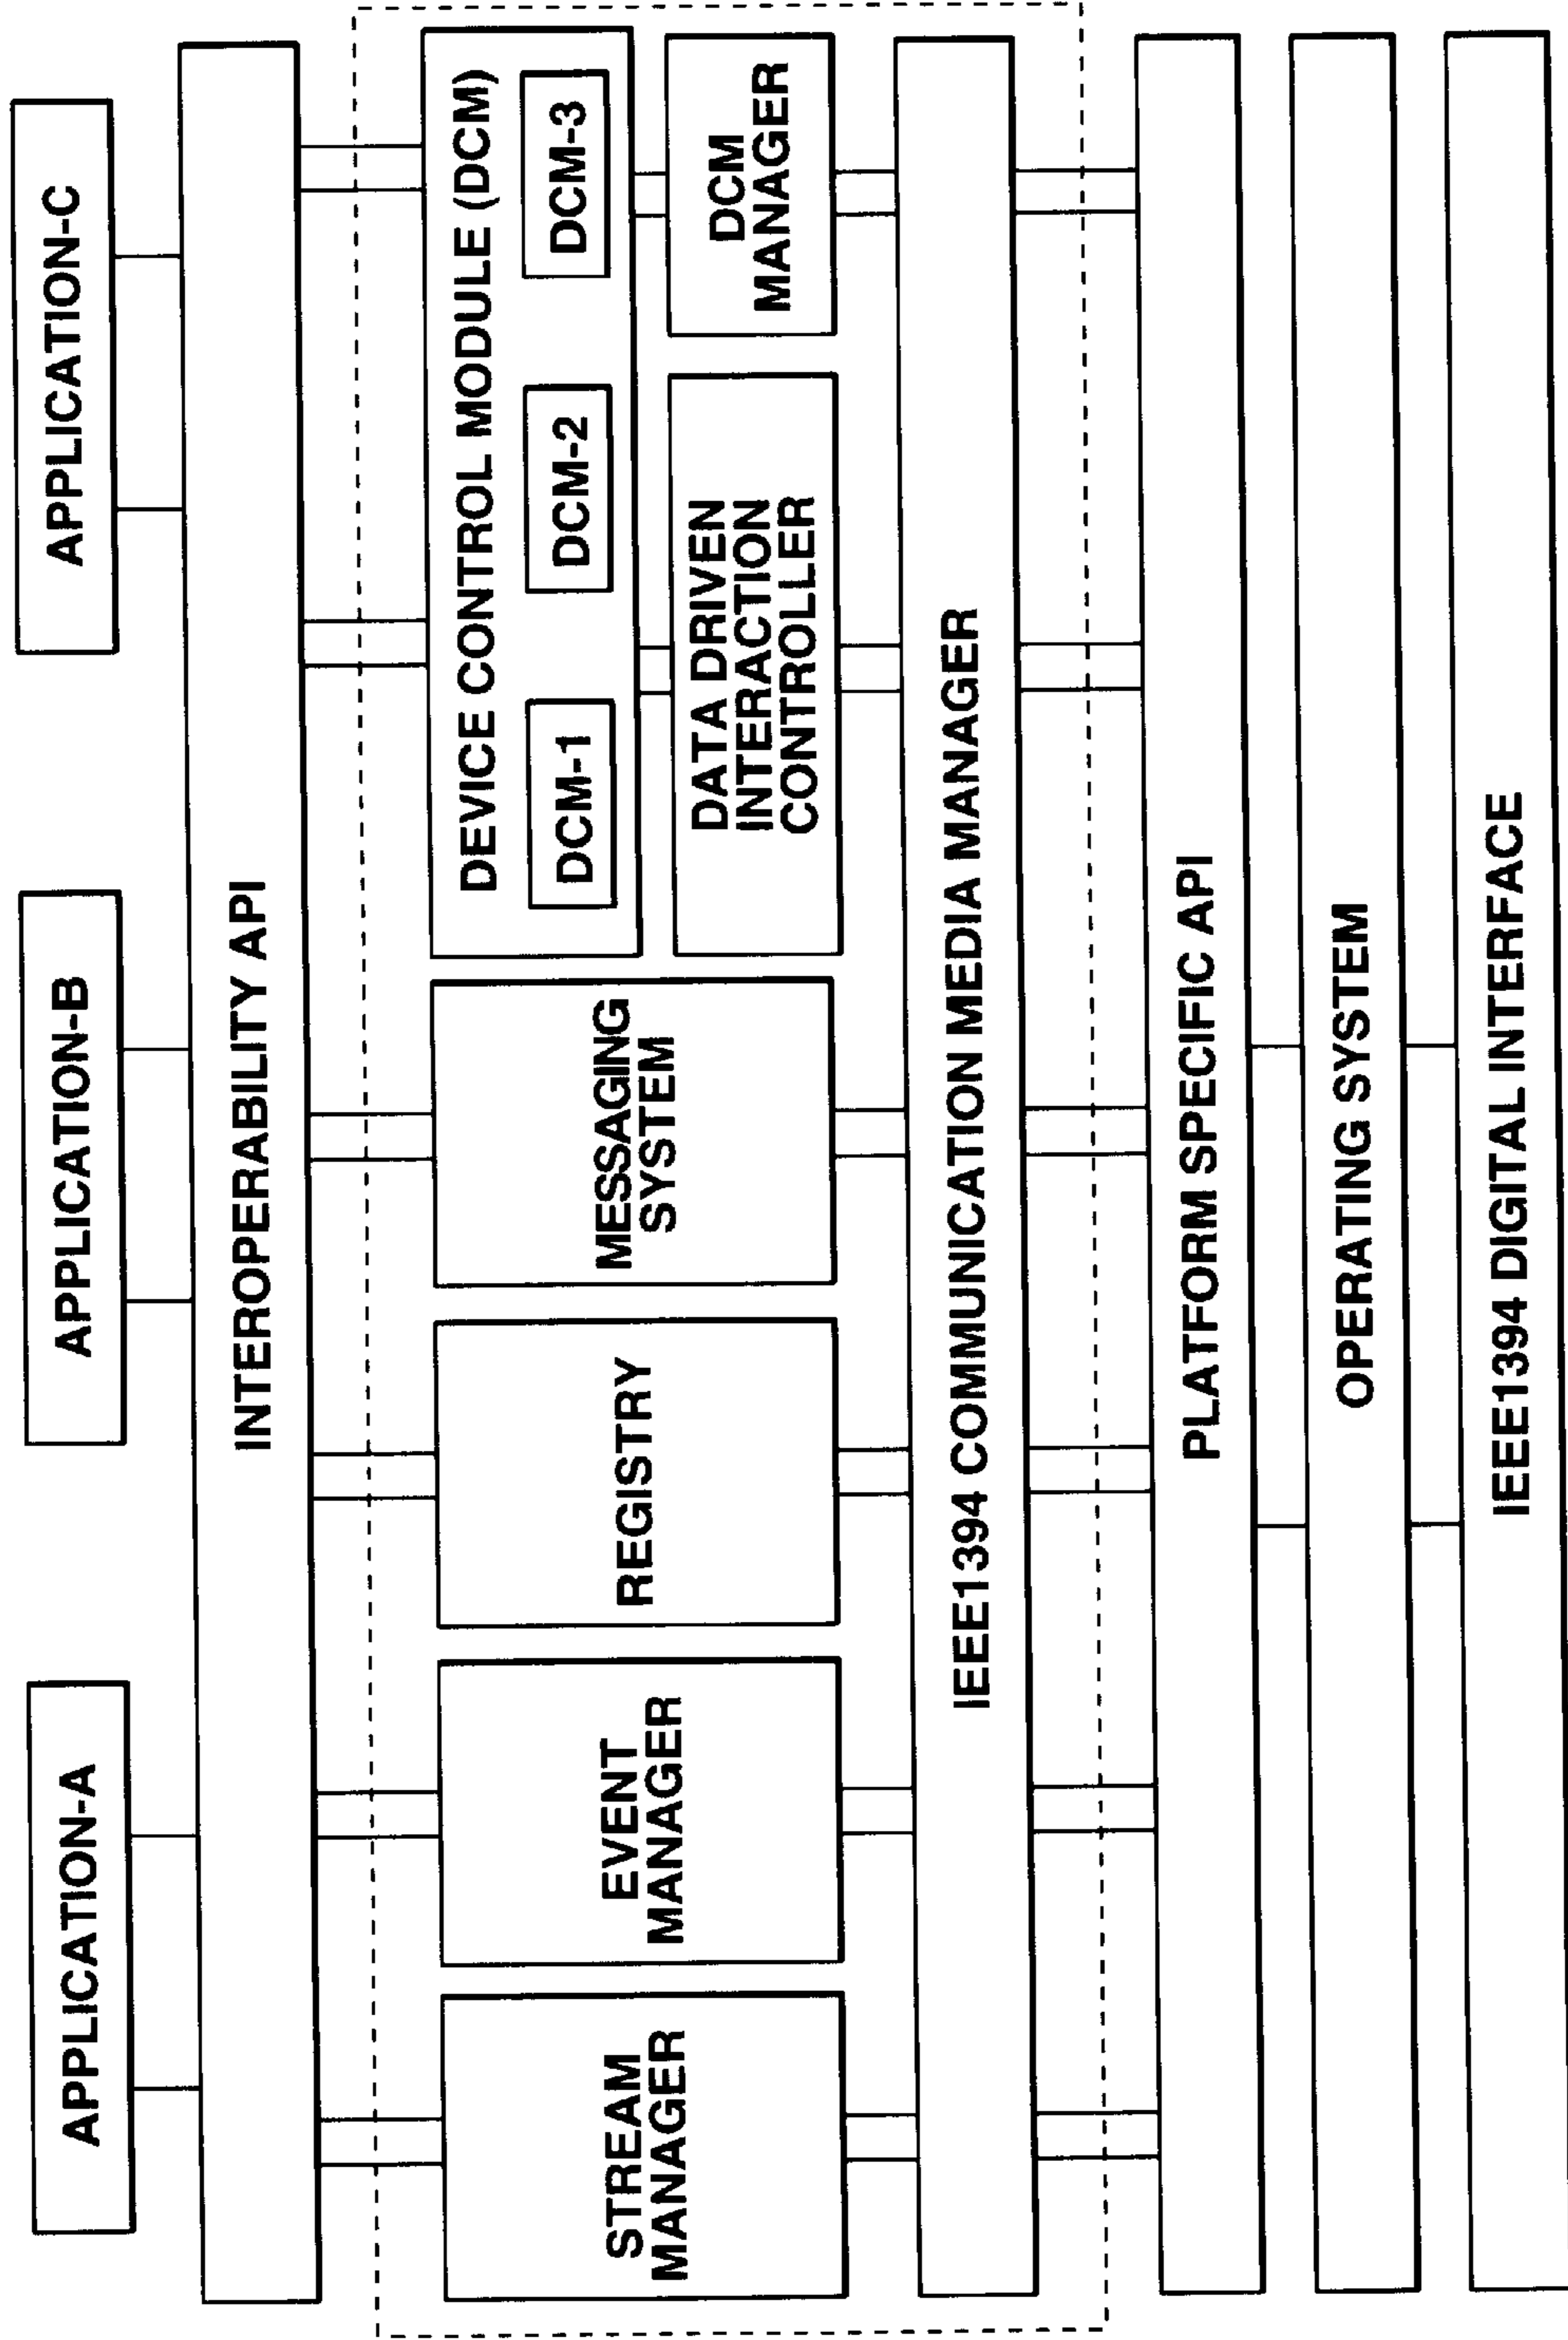 APPLICATION-A
APPLICATION-B
APPLICATION-C
INTEROPERABILITY API
STREAM
MANAGER
EVENT
MANAGER
REGISTRY
MESSAGING
SYSTEM
DEVICE CONTROL MODULE (DCM)
DCM-1
DCM-2
DCM-3
DATA DRIVEN
INTERACTION
CONTROLLER
DCM
MANAGER
IEEE1394 COMMUNICATION MEDIA MANAGER
PLATFORM SPECIFIC API
OPERATING SYSTEM
IEEE1394 DIGITAL INTERFACE